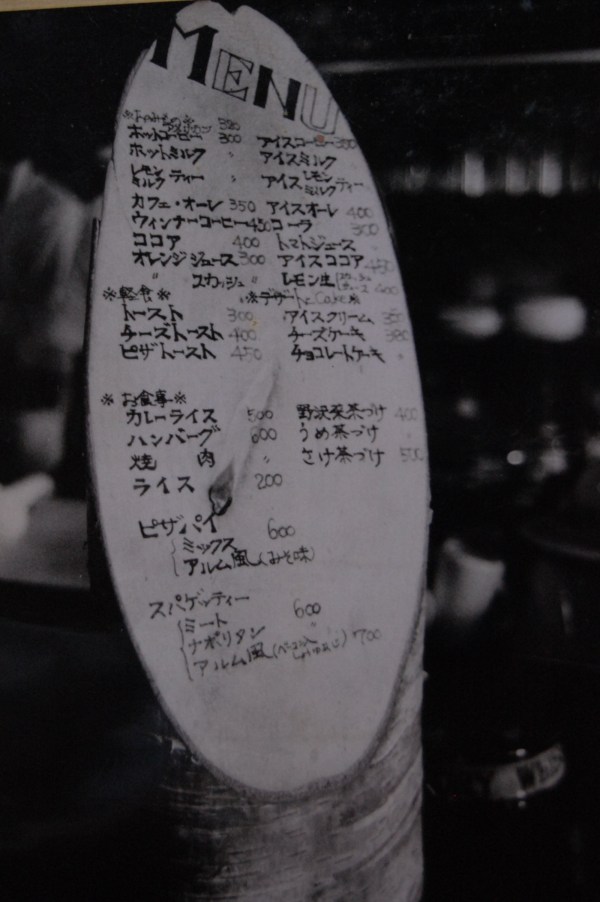 MENU
※
ホットコーヒー 300 アイスコーヒー 350
ホットミルク 〃 アイスミルク
レモン ミルク ティー 〃 アイス レモン ミルク ティー
カフェ・オーレ 350 アイスオーレ 400
ウィンナーコーヒー 450 コーラ 300
ココア 400 トマトジュース 〃
オレンジジュース 300 アイスココア 450
〃 スカッシュ 〃 レモン生 400
※軽食※ ※デザート Cake※
トースト 300 アイスクリーム 350
チーズトースト 400 チーズケーキ 380
ピザトースト 450 チョコレートケーキ 〃
※お食事※
カレーライス 500 野沢菜茶づけ 400
ハンバーグ 600 うめ茶づけ 〃
焼肉 〃 さけ茶づけ 500
ライス 200
ピザパイ 600
ミックス
アルム風(みそ味)
スパゲッティー 600
ミート
ナポリタン 〃
アルム風 700